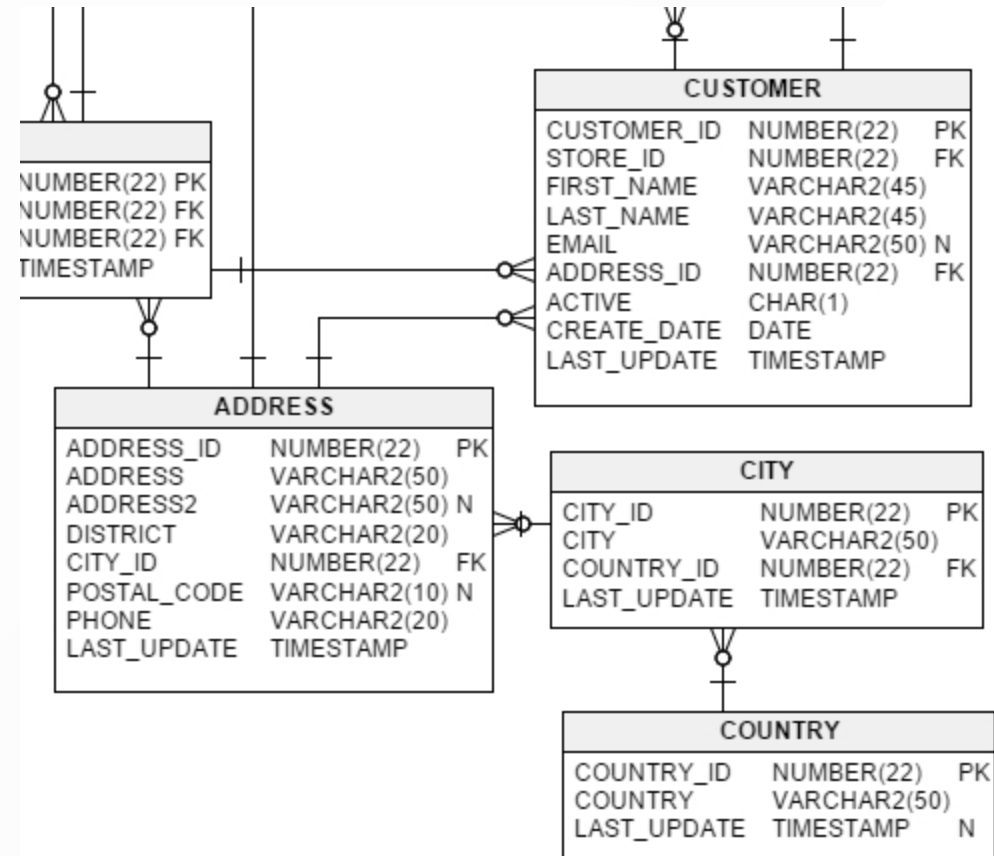 CUSTOMER
CUSTOMER_ID NUMBER(22) PK
STORE_ID NUMBER(22) FK
FIRST_NAME VARCHAR2(45)
LAST_NAME VARCHAR2(45)
EMAIL VARCHAR2(50) N
ADDRESS_ID NUMBER(22) FK
ACTIVE CHAR(1)
CREATE_DATE DATE
LAST_UPDATE TIMESTAMP
NUMBER(22) PK
NUMBER(22) FK
NUMBER(22) FK
TIMESTAMP
ADDRESS
ADDRESS_ID NUMBER(22) PK
ADDRESS VARCHAR2(50)
ADDRESS2 VARCHAR2(50) N
DISTRICT VARCHAR2(20)
CITY_ID NUMBER(22) FK
POSTAL_CODE VARCHAR2(10) N
PHONE VARCHAR2(20)
LAST_UPDATE TIMESTAMP
CITY
CITY_ID NUMBER(22) PK
CITY VARCHAR2(50)
COUNTRY_ID NUMBER(22) FK
LAST_UPDATE TIMESTAMP
COUNTRY
COUNTRY_ID NUMBER(22) PK
COUNTRY VARCHAR2(50)
LAST_UPDATE TIMESTAMP N